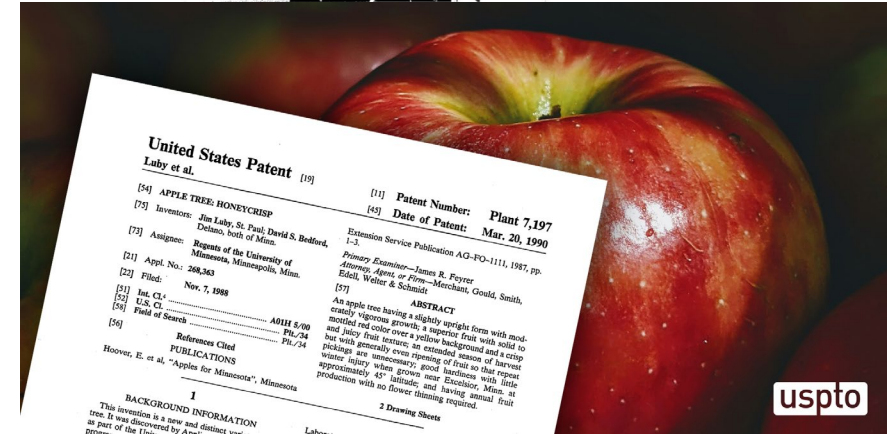 United States Patent [19]
Luby et al.
[11] Patent Number: Plant 7,197
[45] Date of Patent: Mar. 20, 1990
[54] APPLE TREE: HONEYCRISP
[75] Inventors: Jim Luby, St. Paul; David S. Bedford,
Delano, both of Minn.
[73] Assignee: Regents of the University of
Minnesota, Minneapolis, Minn.
[21] Appl. No.: 268,363
[22] Filed: Nov. 7, 1988
[51] Int. Cl.⁴ ........................ A01H 5/00
[52] U.S. Cl. ........................ Plt./34
[58] Field of Search ........................ Plt./34
[56] References Cited
PUBLICATIONS
Hoover, E. et al, "Apples for Minnesota", Minnesota
Extension Service Publication AG-FO-1111, 1987, pp.
1-3.
Primary Examiner—James R. Feyrer
Attorney, Agent, or Firm—Merchant, Gould, Smith,
Edell, Welter & Schmidt
[57] ABSTRACT
An apple tree having a slightly upright form with mod-
erately vigorous growth; a superior fruit with solid to
mottled red color over a yellow background and a crisp
and juicy fruit texture; an extended season of harvest
but with generally even ripening of fruit so that repeat
pickings are unnecessary; good hardiness with little
winter injury when grown near Excelsior, Minn. at
approximately 45° latitude; and having annual fruit
production with no flower thinning required.
2 Drawing Sheets
1
BACKGROUND INFORMATION
This invention is a new and distinct
tree. It was discovered by
as part of the
uspto